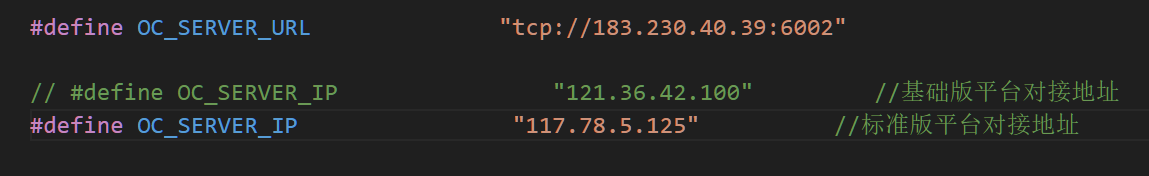 #define OC_SERVER_URL "tcp://183.230.40.39:6002"
// #define OC_SERVER_IP "121.36.42.100" //基础版平台对接地址
#define OC_SERVER_IP "117.78.5.125" //标准版平台对接地址